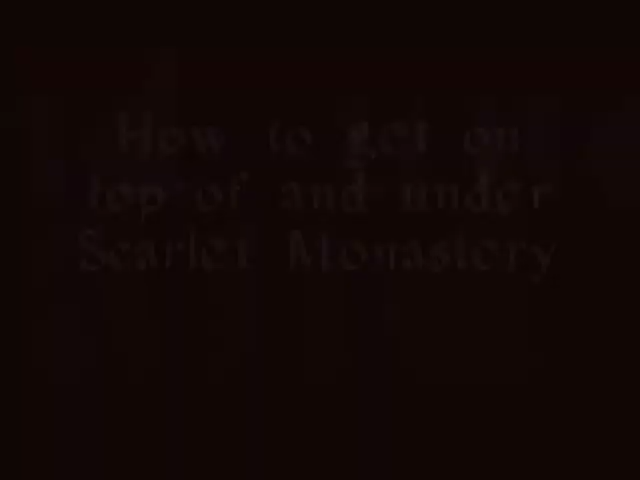 How to get on
top of and under
Scarlet Monastery